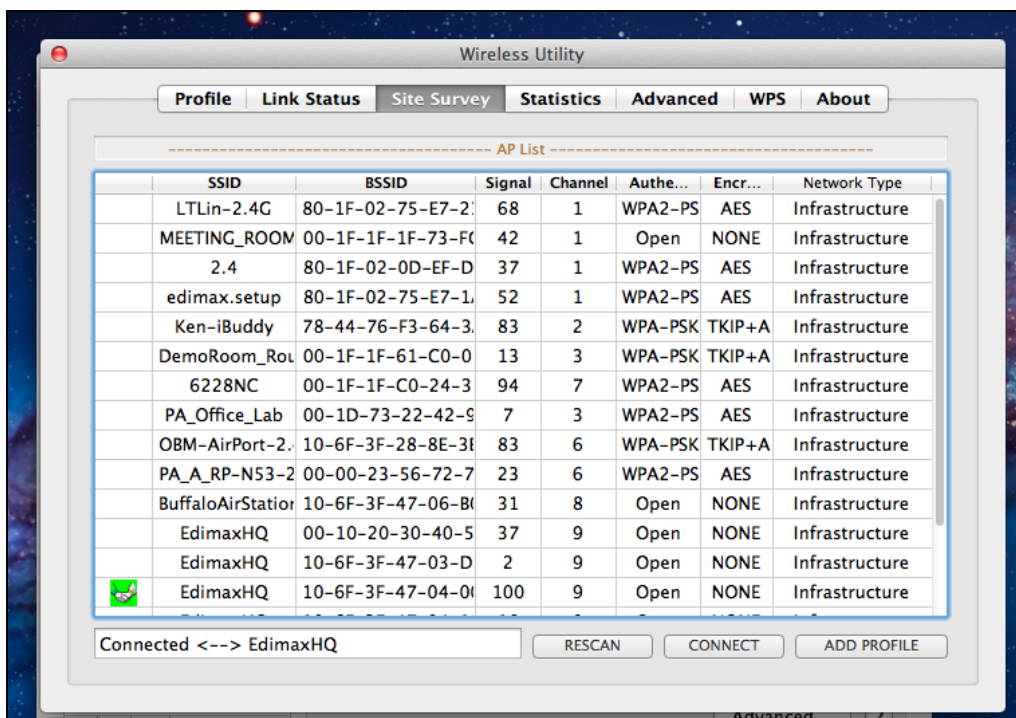 Wireless Utility
Profile Link Status Site Survey Statistics Advanced WPS About
------------------------------------- AP List -------------------------------------
SSID BSSID Signal Channel Authe... Encr... Network Type
LTLin-2.4G 80-1F-02-75-E7-2 68 1 WPA2-PS AES Infrastructure
MEETING_ROOM 00-1F-1F-1F-73-F 42 1 Open NONE Infrastructure
2.4 80-1F-02-0D-EF-D 37 1 WPA2-PS AES Infrastructure
edimax.setup 80-1F-02-75-E7-1 52 1 WPA2-PS AES Infrastructure
Ken-iBuddy 78-44-76-F3-64-3 83 2 WPA-PSK TKIP+A Infrastructure
DemoRoom_Rou 00-1F-1F-61-C0-0 13 3 WPA-PSK TKIP+A Infrastructure
6228NC 00-1F-1F-C0-24-3 94 7 WPA2-PS AES Infrastructure
PA_Office_Lab 00-1D-73-22-42-9 7 3 WPA2-PS AES Infrastructure
OBM-AirPort-2. 10-6F-3F-28-8E-3E 83 6 WPA-PSK TKIP+A Infrastructure
PA_A_RP-N53-2 00-00-23-56-72-7 23 6 WPA2-PS AES Infrastructure
BuffaloAirStation 10-6F-3F-47-06-B 31 8 Open NONE Infrastructure
EdimaxHQ 00-10-20-30-40-5 37 9 Open NONE Infrastructure
EdimaxHQ 10-6F-3F-47-03-D 2 9 Open NONE Infrastructure
EdimaxHQ 10-6F-3F-47-04-0 100 9 Open NONE Infrastructure
Connected <--> EdimaxHQ RESCAN CONNECT ADD PROFILE
Advanced